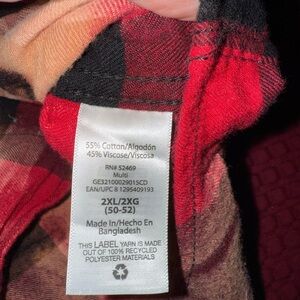 55% Cotton/Algodón
45% Viscose/Viscosa
RN# 52469
Multi
GE52100029015CD
EAN/UPC 8 1295409193
2XL/2XG
(50-52)
Made In/Hecho En
Bangladesh
THIS LABEL YARN IS MADE
OUT OF 100% RECYCLED
POLYESTER MATERIALS